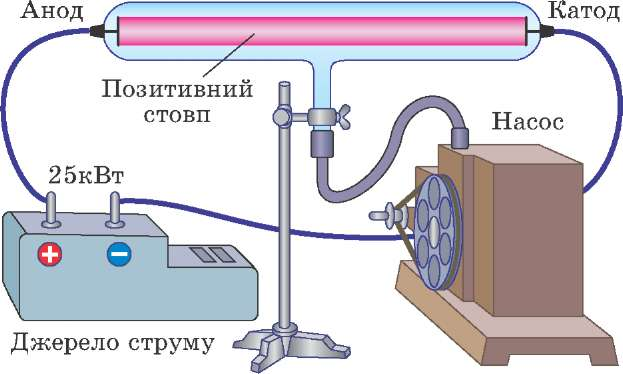 Анод
Катод
Позитивний
стовп
Насос
25кВт
+
−
Джерело струму